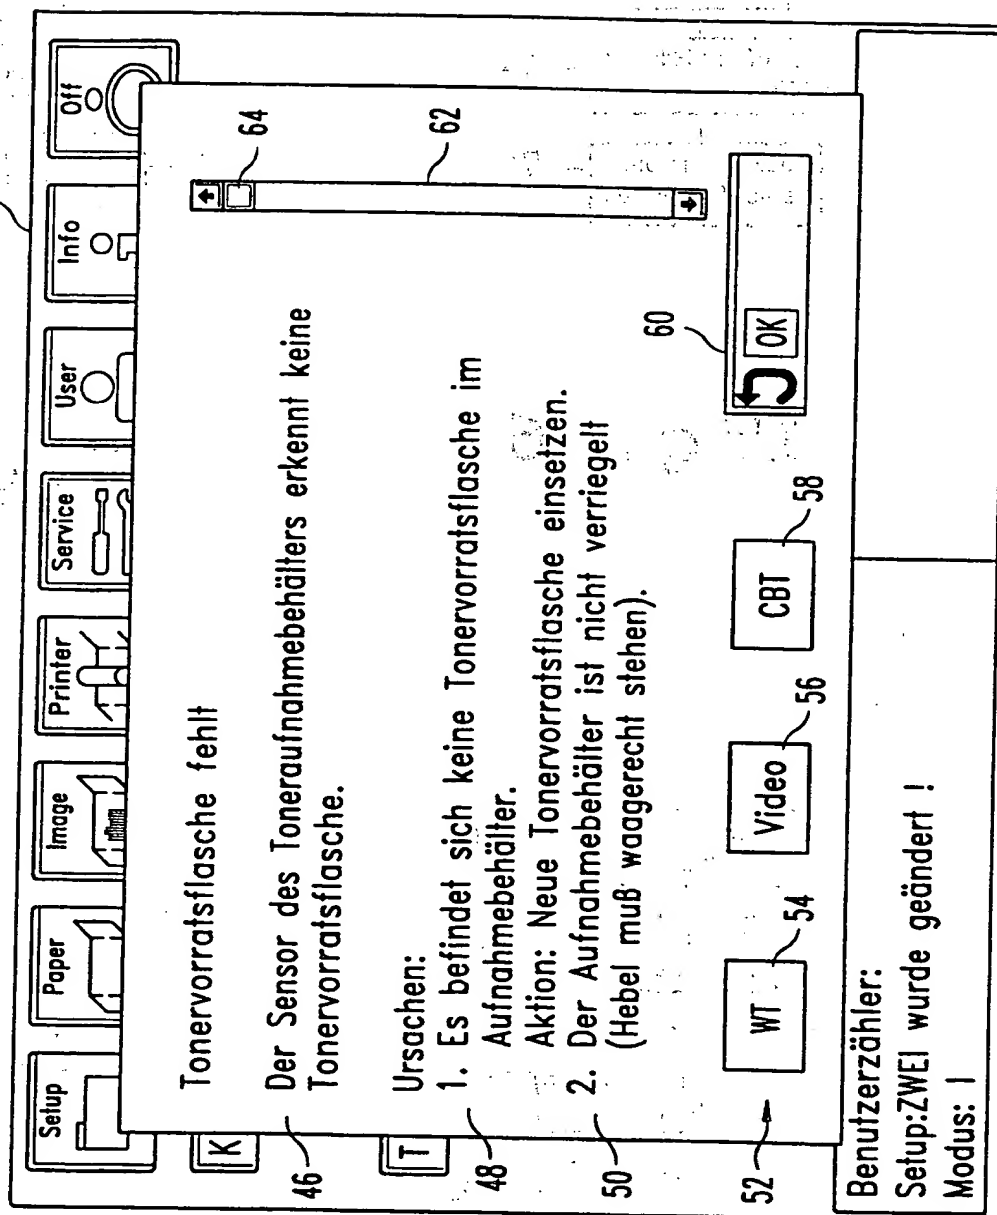 Setup
Paper
Image
Printer
Service
User
Info
Off
K
T
Tonervorratsflasche fehlt
Der Sensor des Toneraufnahmebehälters erkennt keine
Tonervorratsflasche.
Ursachen:
1. Es befindet sich keine Tonervorratsflasche im
Aufnahmebehälter.
Aktion: Neue Tonervorratsflasche einsetzen.
2. Der Aufnahmebehälter ist nicht verriegelt
(Hebel muß waagerecht stehen).
46
48
50
52
WT
54
Video
56
CBT
58
60
OK
62
64
Benutzerzähler:
Setup:ZWEI wurde geändert !
Modus: I